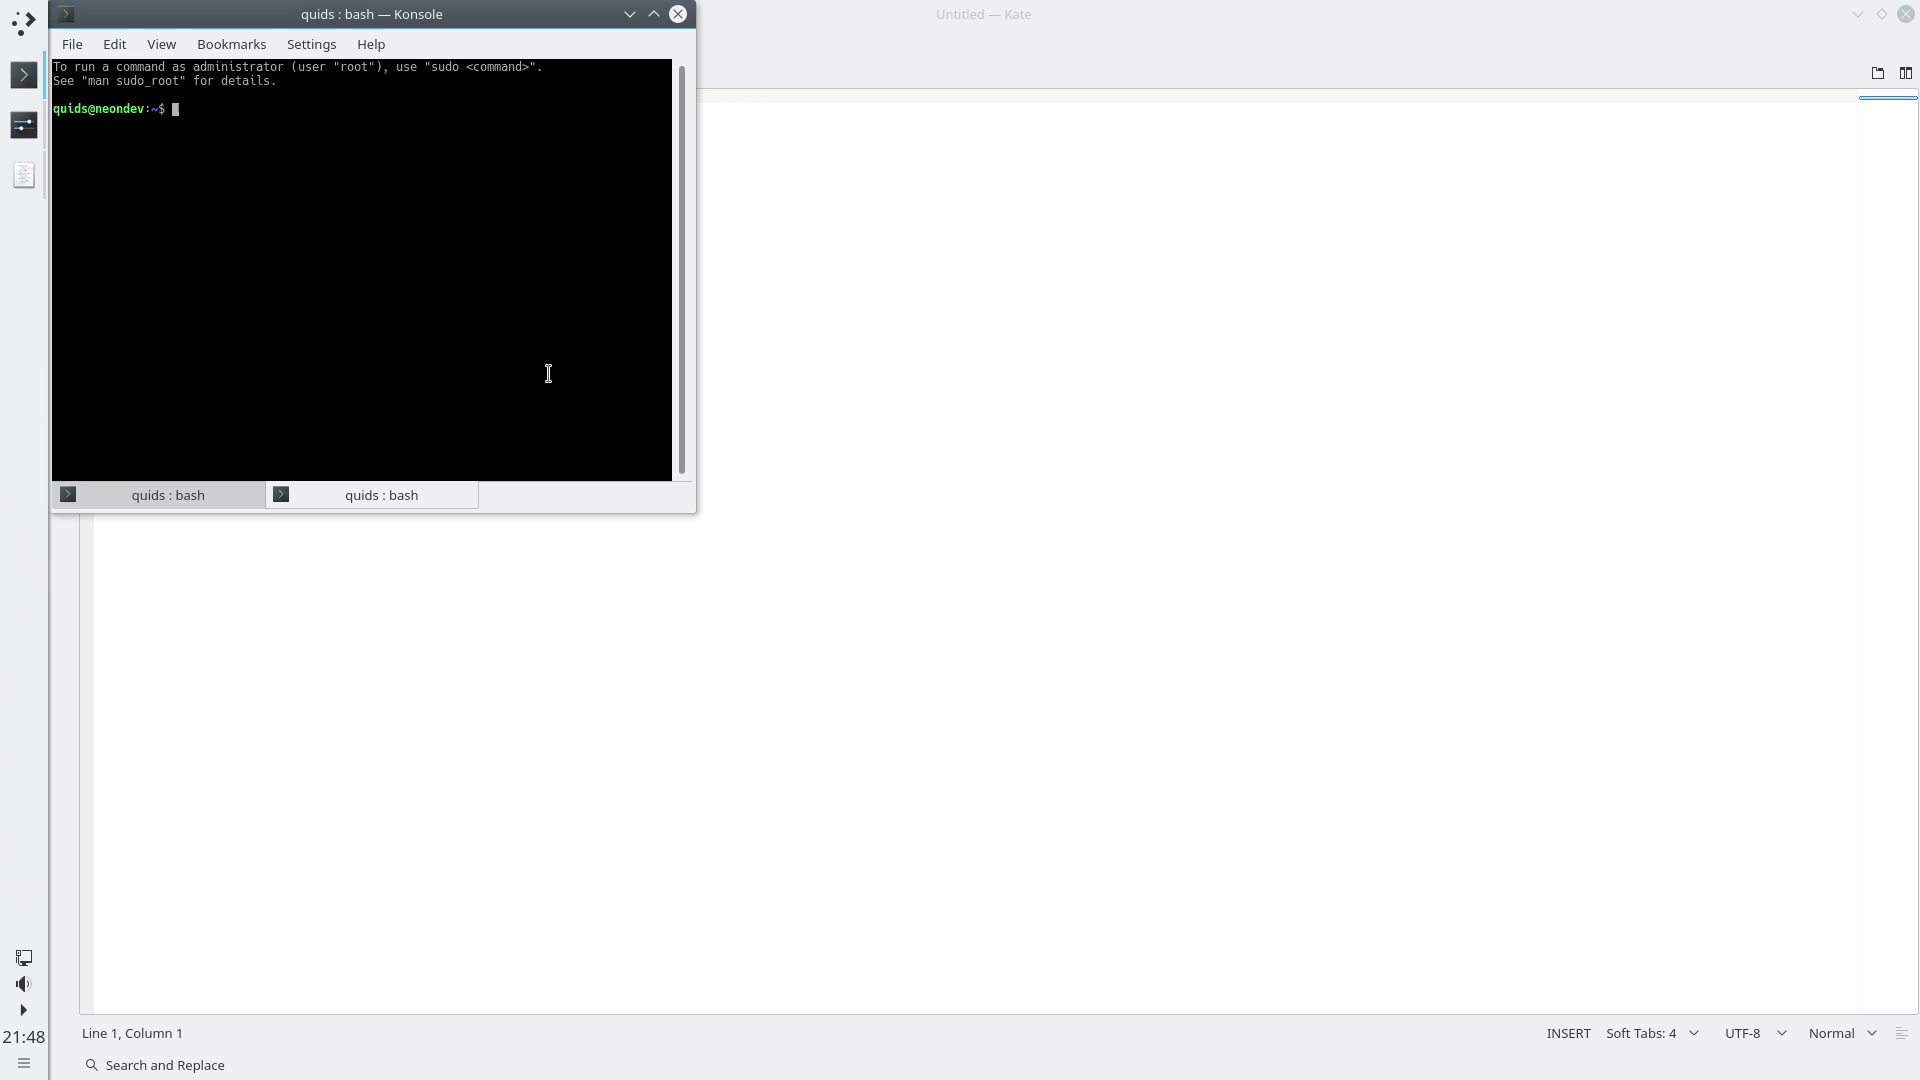 quids : bash — Konsole
Untitled — Kate
File Edit View Bookmarks Settings Help
To run a command as administrator (user "root"), use "sudo <command>".
See "man sudo_root" for details.
quids@neondev:~$
quids : bash
quids : bash
21:48
Line 1, Column 1
INSERT
Soft Tabs: 4
UTF-8
Normal
Search and Replace